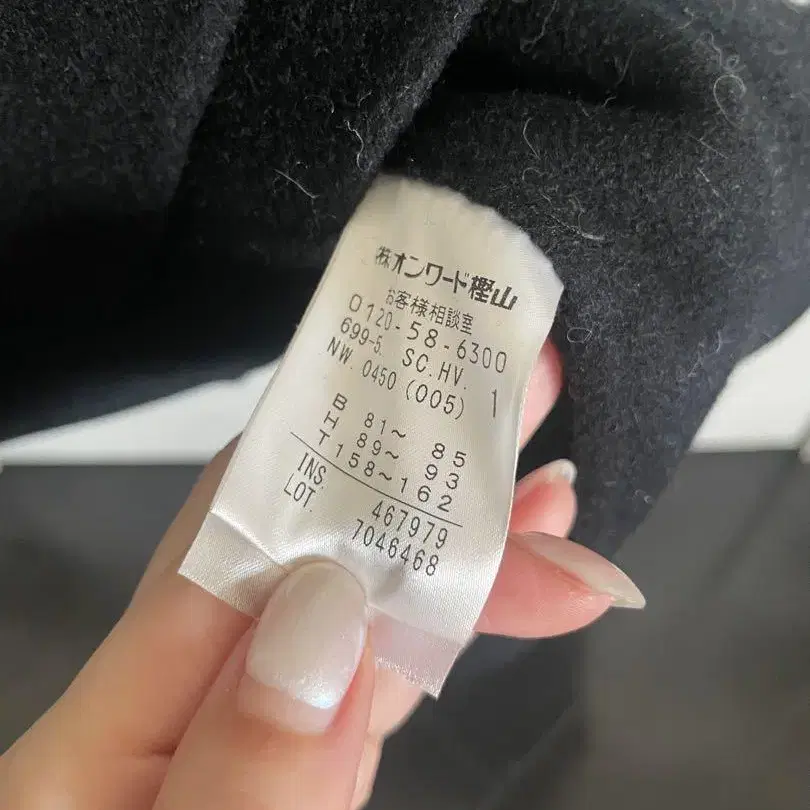 ㈱オンワード樫山
お客様相談室
0120-58-6300
699-5. SC.HV. 1
NW. 0450 (005)
B 81~ 85
H 89~ 93
T158~162
INS. 467979
LOT. 7046468